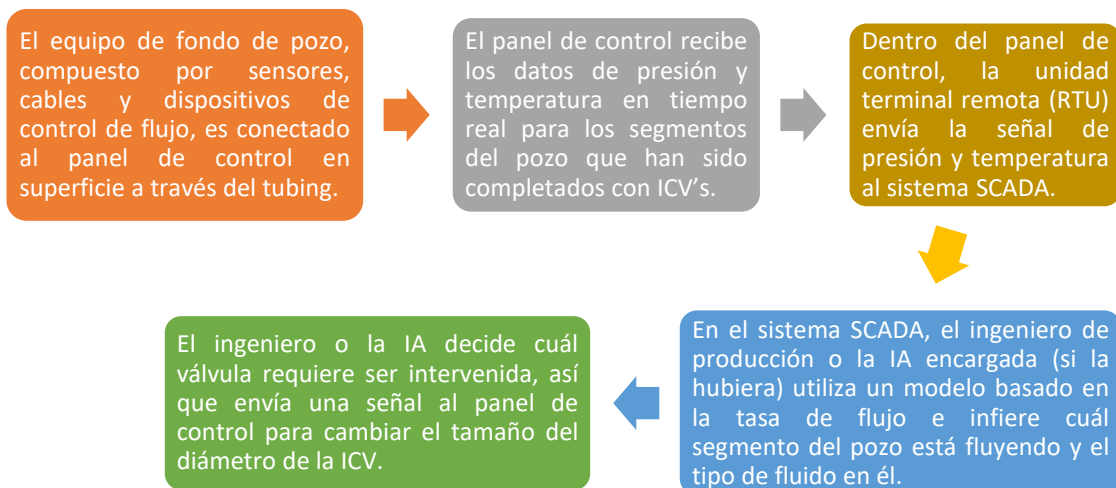 El equipo de fondo de pozo,
compuesto por sensores,
cables y dispositivos de
control de flujo, es conectado
al panel de control en
superficie a través del tubing.
El panel de control recibe
los datos de presión y
temperatura en tiempo
real para los segmentos
del pozo que han sido
completados con ICV’s.
Dentro del panel de
control, la unidad
terminal remota (RTU)
envía la señal de
presión y temperatura
al sistema SCADA.
En el sistema SCADA, el ingeniero de
producción o la IA encargada (si la
hubiera) utiliza un modelo basado en
la tasa de flujo e infiere cuál
segmento del pozo está fluyendo y el
tipo de fluido en él.
El ingeniero o la IA decide cuál
válvula requiere ser intervenida, así
que envía una señal al panel de
control para cambiar el tamaño del
diámetro de la ICV.